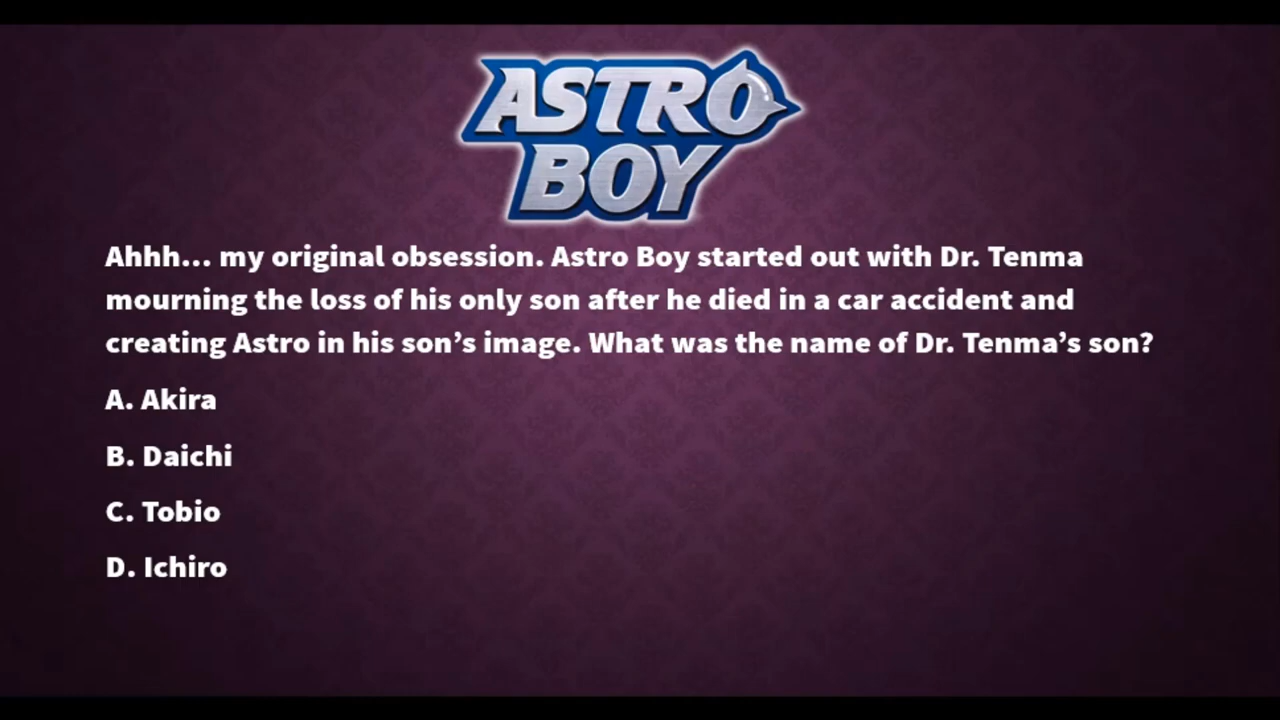 ASTRO
BOY
Ahhh... my original obsession. Astro Boy started out with Dr. Tenma
mourning the loss of his only son after he died in a car accident and
creating Astro in his son’s image. What was the name of Dr. Tenma’s son?
A. Akira
B. Daichi
C. Tobio
D. Ichiro